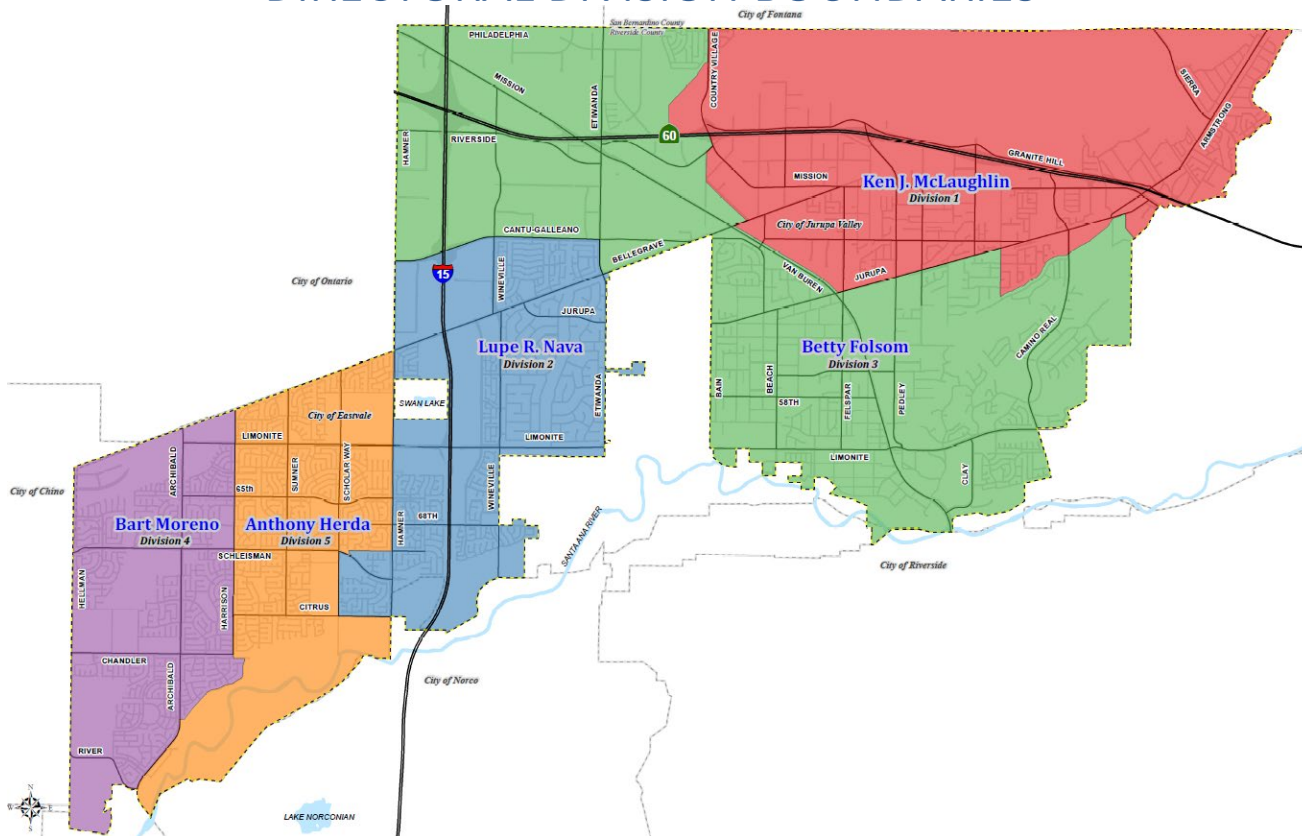 DIRECTORIAL DIVISION BOUNDARIES
City of Fontana
San Bernardino County
Riverside County
PHILADELPHIA
MISSION
ETIWANDA
COUNTRY VILLAGE
SIERRA
ARMSTRONG
HAMNER
RIVERSIDE
60
GRANITE HILL
MISSION
Ken J. McLaughlin
Division 1
City of Jurupa Valley
CANTU-GALLEANO
BELLEGRAVE
VAN BUREN
JURUPA
City of Ontario
15
WINEVILLE
JURUPA
Lupe R. Nava
Division 2
Betty Folsom
Division 3
CAMINO REAL
BAIN
BEACH
FELSPAR
PEDLEY
ETIWANDA
58TH
SWAN LAKE
City of Eastvale
LIMONITE
LIMONITE
LIMONITE
ARCHIBALD
SUMNER
SCHOLAR WAY
WINEVILLE
CLAY
City of Chino
65th
68TH
HAMNER
Bart Moreno
Division 4
Anthony Herda
Division 5
SCHLEISMAN
SANTA ANA RIVER
City of Riverside
HELLMAN
HARRISON
CITRUS
CHANDLER
ARCHIBALD
City of Norco
RIVER
N
W
E
S
LAKE NORCONIAN